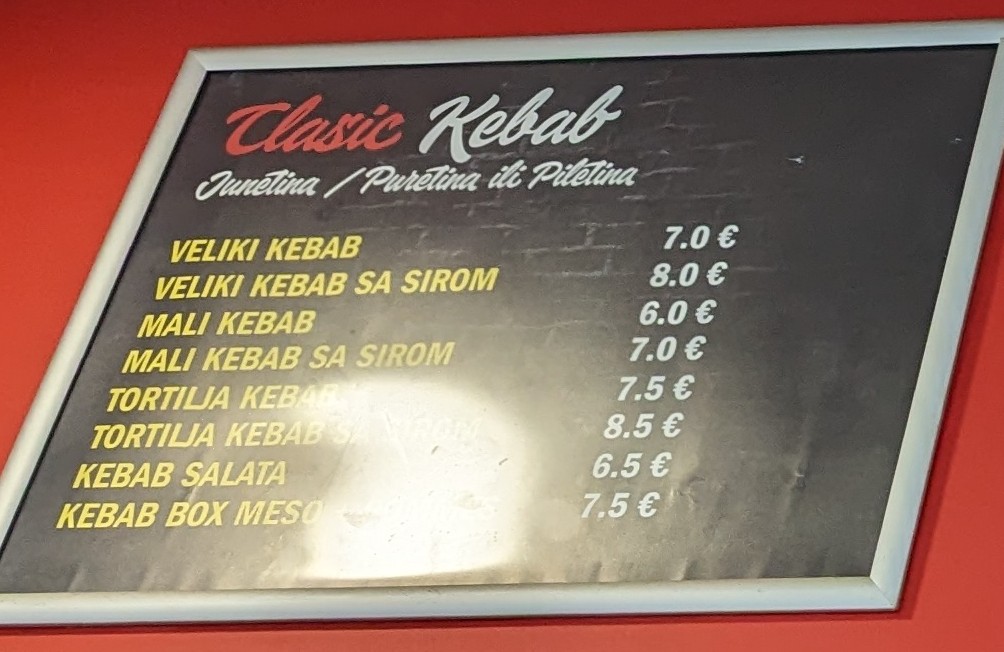 Clasic Kebab
Junetina / Puretina ili Piletina
VELIKI KEBAB 7.0 €
VELIKI KEBAB SA SIROM 8.0 €
MALI KEBAB 6.0 €
MALI KEBAB SA SIROM 7.0 €
TORTILJA KEBAB 7.5 €
TORTILJA KEBAB SA SIROM 8.5 €
KEBAB SALATA 6.5 €
KEBAB BOX MESO 7.5 €